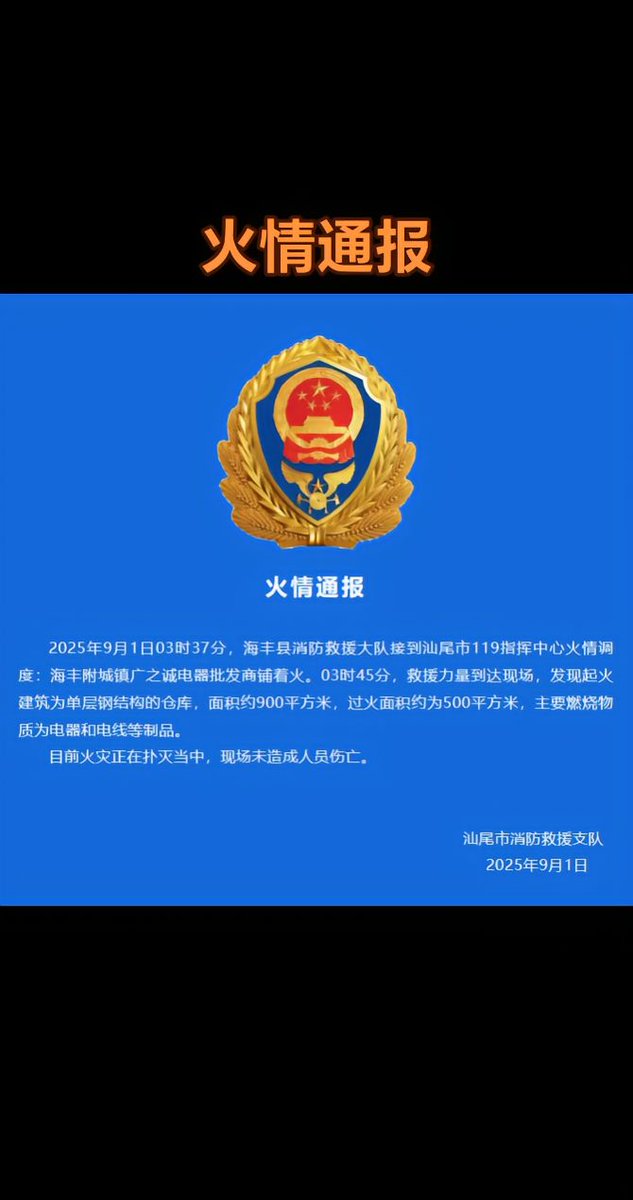 火情通报
火情通报
2025年9月1日03时37分，海丰县消防救援大队接到汕尾市119指挥中心火情调
度：海丰附城镇广之诚电器批发商铺着火。03时45分，救援力量到达现场，发现起火
建筑为单层钢结构的仓库，面积约900平方米，过火面积约为500平方米，主要燃烧物
质为电器和电线等制品。
目前火灾正在扑灭当中，现场未造成人员伤亡。
汕尾市消防救援支队
2025年9月1日